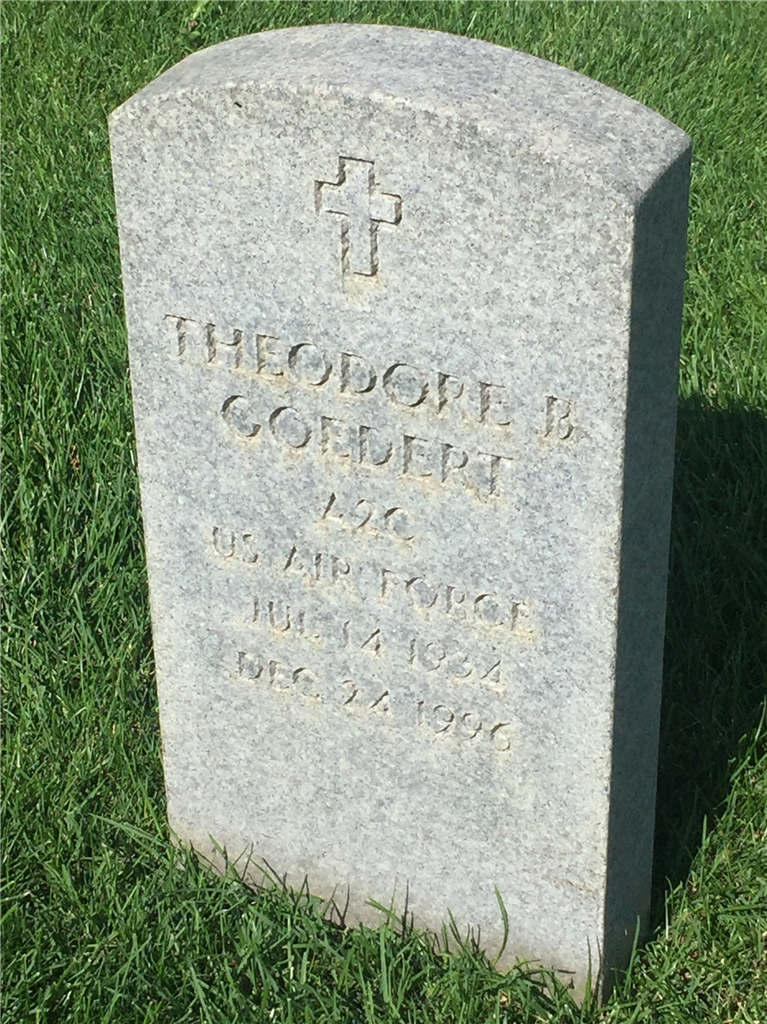 THEODORE B
GOEDERT
A2C
US AIR FORCE
JUL 14 1934
DEC 24 1996